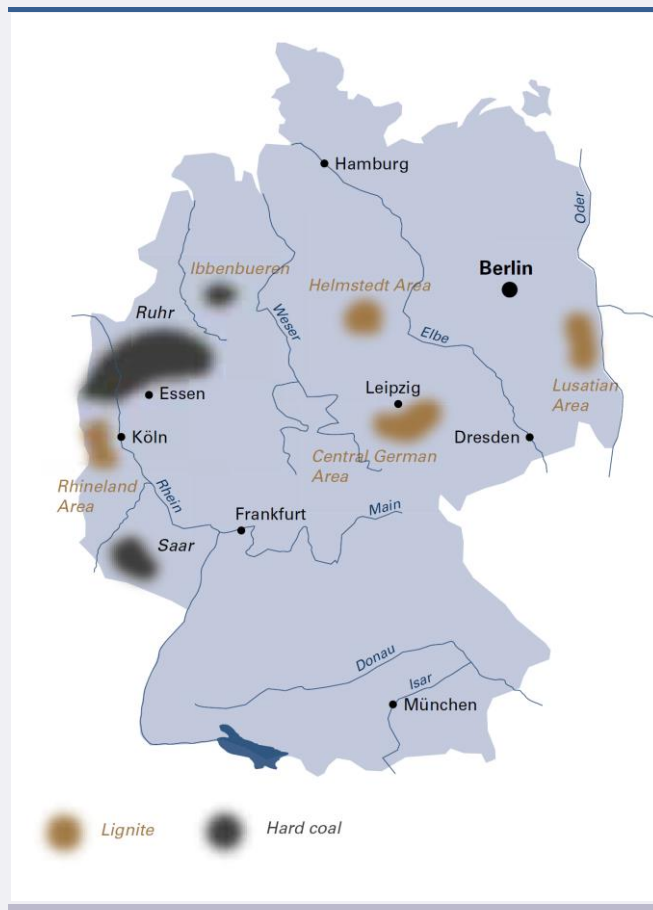 Hamburg
Oder
Ibbenbueren
Berlin
Helmstedt Area
Ruhr
Weser
Elbe
Essen
Leipzig
Lusatian
Area
Köln
Dresden
Central German
Area
Rhineland
Area
Rhein
Frankfurt
Main
Saar
Donau
Isar
München
Lignite
Hard coal